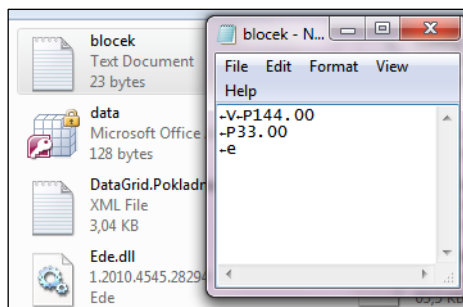 blocek
Text Document
23 bytes
data
Microsoft Office
128 bytes
DataGrid.Pokladn
XML File
3,04 KB
Ede.dll
1.2010.4545.28294
Ede
blocek - N...
File Edit Format View
Help
←V←P144.00
←P33.00
←e